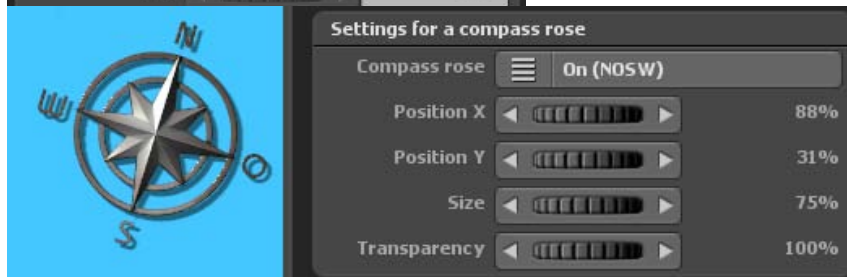 N
W
O
S
Settings for a compass rose
Compass rose On (NOSW)
Position X 88%
Position Y 31%
Size 75%
Transparency 100%